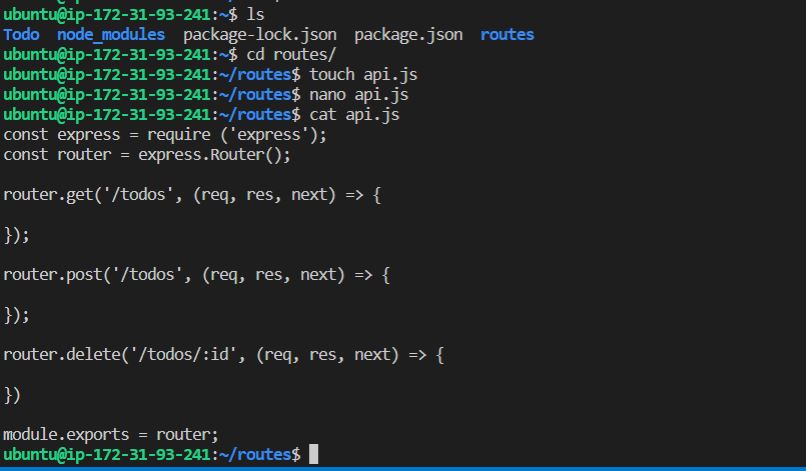 ubuntu@ip-172-31-93-241:~$ ls
Todo  node_modules  package-lock.json  package.json  routes
ubuntu@ip-172-31-93-241:~$ cd routes/
ubuntu@ip-172-31-93-241:~/routes$ touch api.js
ubuntu@ip-172-31-93-241:~/routes$ nano api.js
ubuntu@ip-172-31-93-241:~/routes$ cat api.js
const express = require ('express');
const router = express.Router();
router.get('/todos', (req, res, next) => {
});
router.post('/todos', (req, res, next) => {
});
router.delete('/todos/:id', (req, res, next) => {
})
module.exports = router;
ubuntu@ip-172-31-93-241:~/routes$